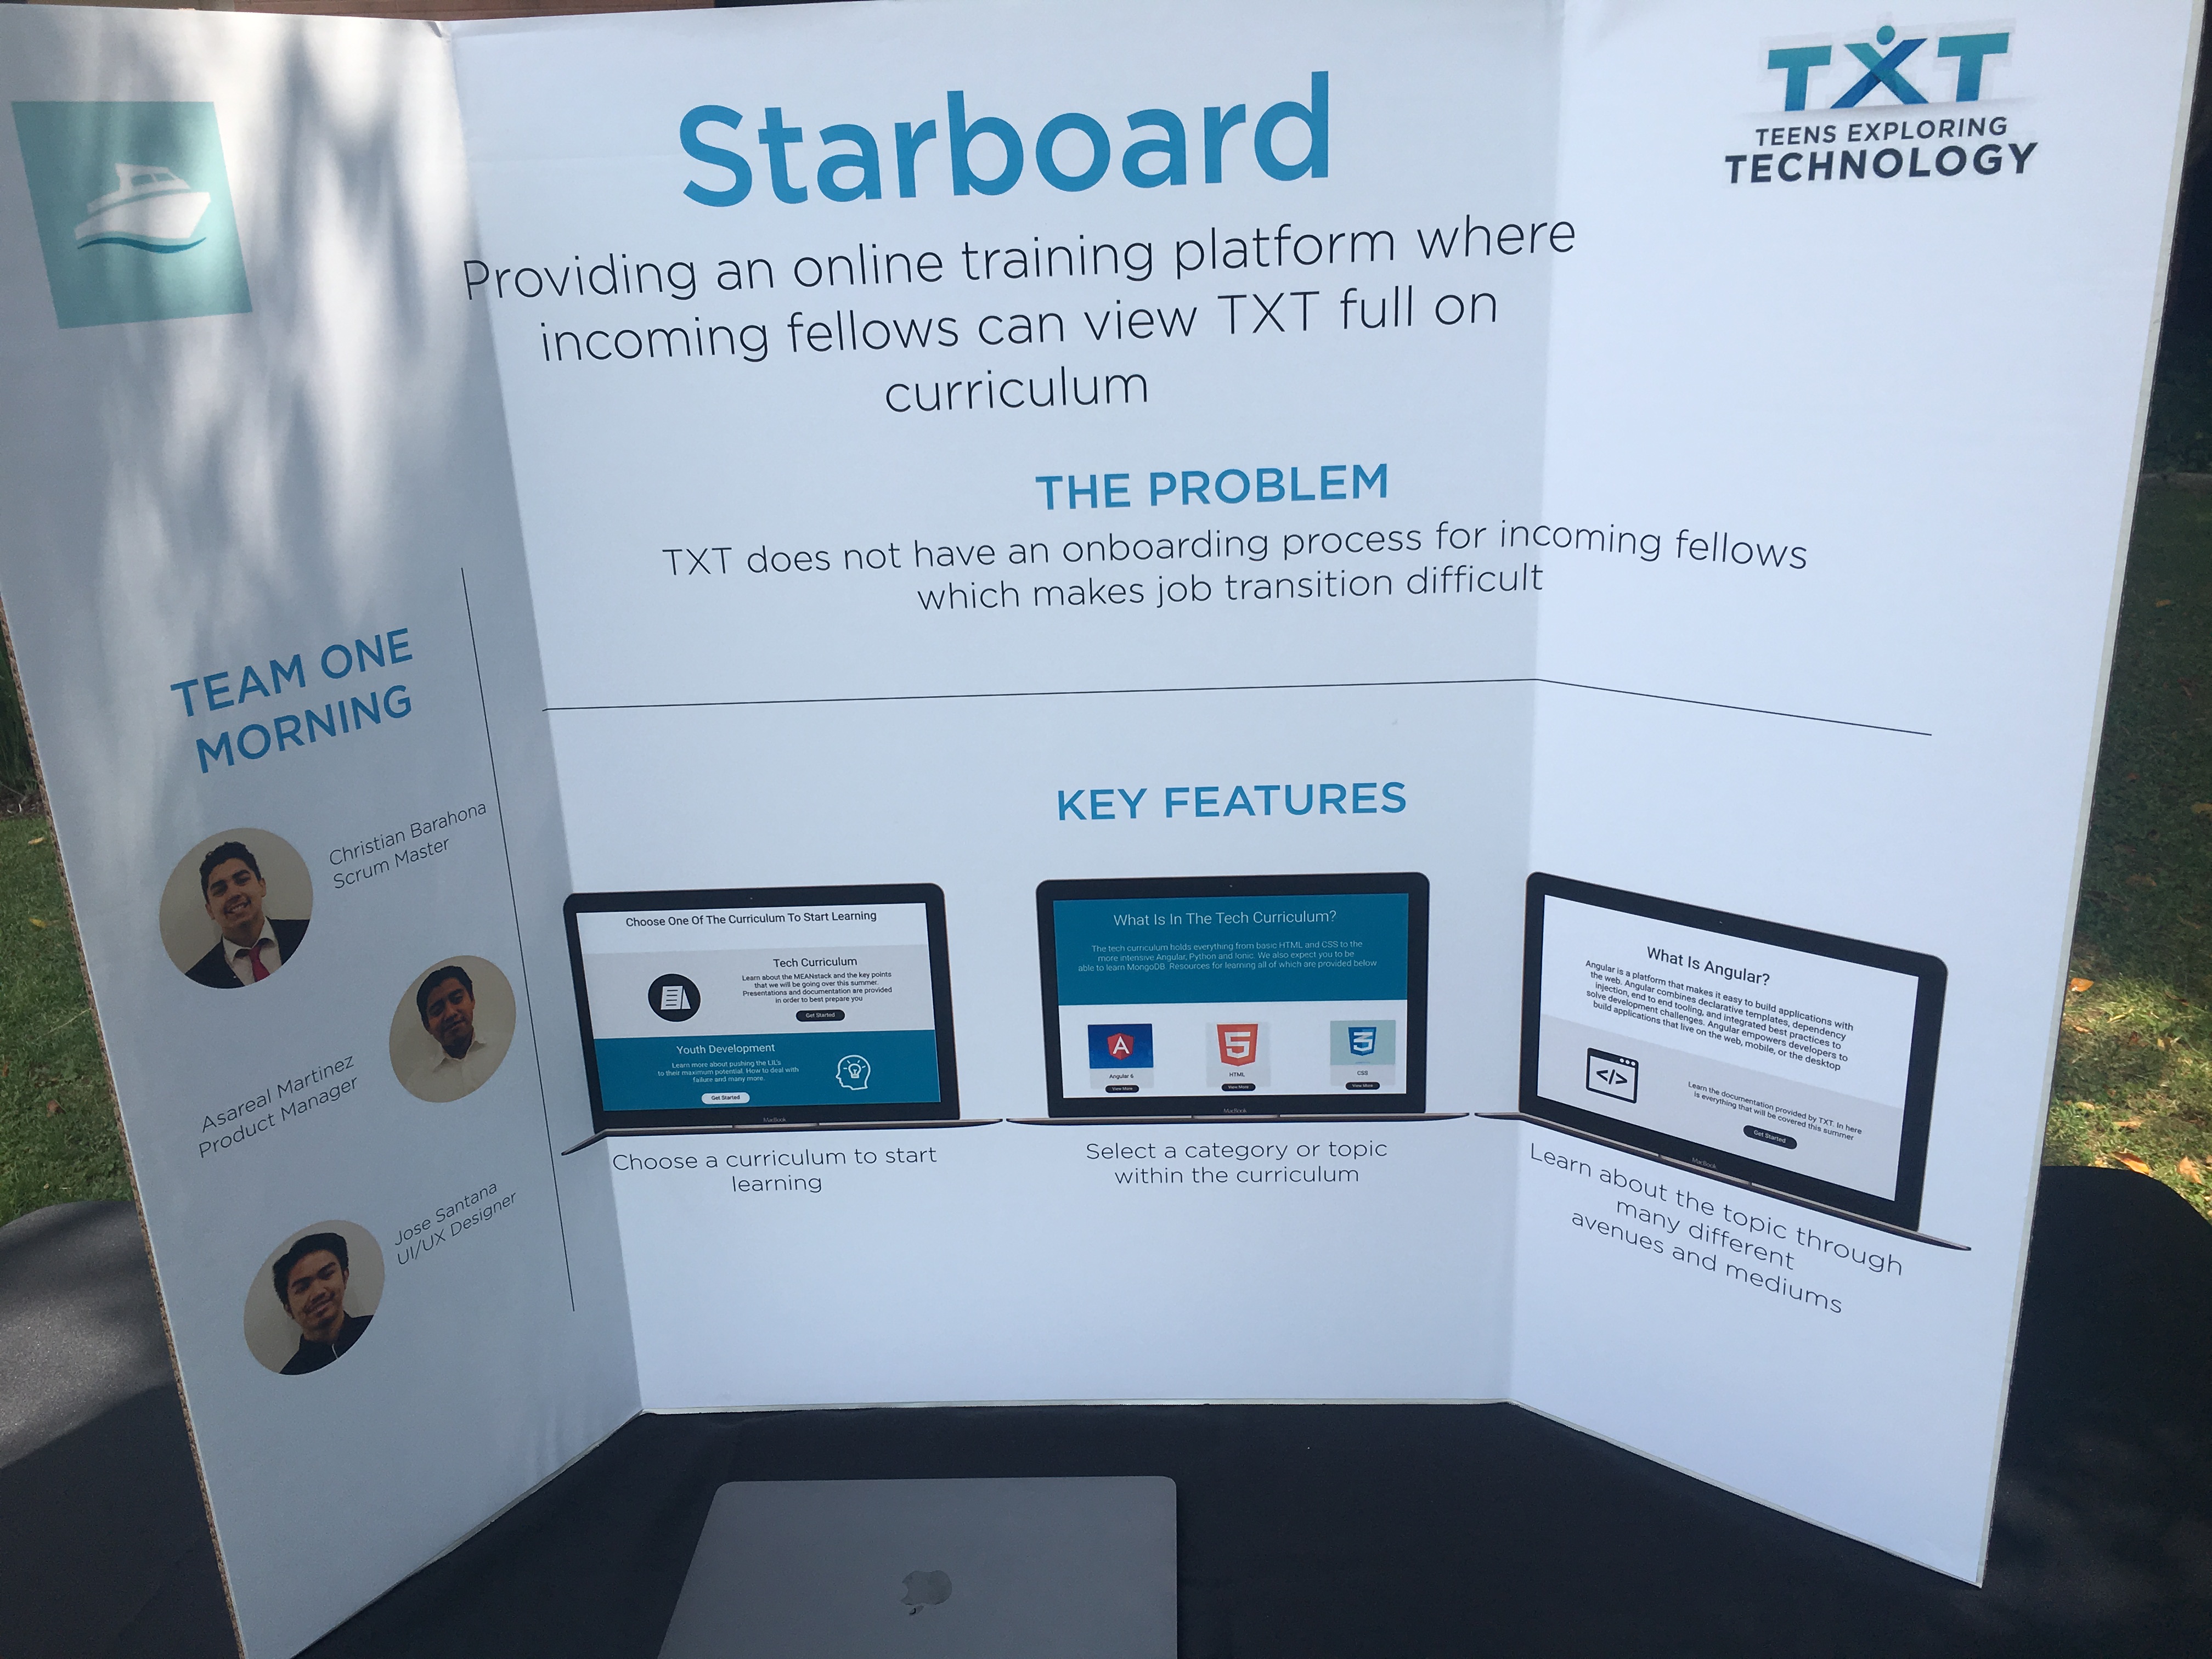 TXT
TEENS EXPLORING
TECHNOLOGY
Starboard
Providing an online training platform where
incoming fellows can view TXT full on
curriculum
THE PROBLEM
TXT does not have an onboarding process for incoming fellows
which makes job transition difficult
TEAM ONE
MORNING
Christian Barahona
Scrum Master
Asareal Martinez
Product Manager
Jose Santana
UI/UX Designer
KEY FEATURES
Choose One Of The Curriculum To Start Learning
Tech Curriculum
Learn about the MEANstack and the key points
that we will be going over this summer.
Presentations and documentation are provided
in order to best prepare you
Get Started
Youth Development
Learn more about pushing the LIL's
to their maximum potential. How to deal with
failure and many more.
Get Started
MacBook
Choose a curriculum to start
learning
What Is In The Tech Curriculum?
The tech curriculum holds everything from basic HTML and CSS to the
more intensive Angular, Python and Ionic. We also expect you to be
able to learn MongoDB. Resources for learning all of which are provided below
Angular 6
View More
HTML
View More
CSS
View More
MacBook
Select a category or topic
within the curriculum
What Is Angular?
Angular is a platform that makes it easy to build applications with
the web. Angular combines declarative templates, dependency
injection, end to end tooling, and integrated best practices to
solve development challenges. Angular empowers developers to
build applications that live on the web, mobile, or the desktop
Learn the documentation provided by TXT. In here
is everything that will be covered this summer
Get Started
MacBook
Learn about the topic through
many different
avenues and mediums